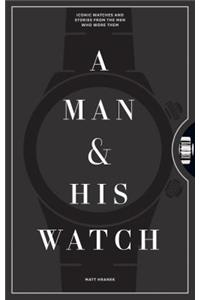 ICONIC WATCHES AND
STORIES FROM THE MEN
WHO WORE THEM
A
MAN
&
HIS
WATCH
MATT HRANEK